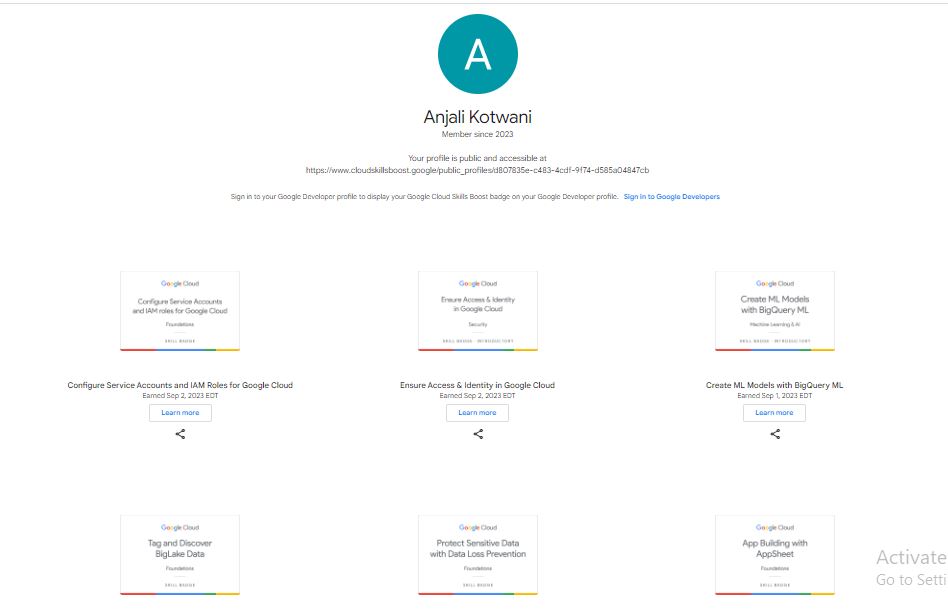 A
Anjali Kotwani
Member since 2023
Your profile is public and accessible at
https://www.cloudskillsboost.google/public_profiles/d807835e-c483-4cdf-9f74-d585a04847cb
Sign in to your Google Developer profile to display your Google Cloud Skills Boost badge on your Google Developer profile. Sign in to Google Developers
Google Cloud
Configure Service Accounts
and IAM roles for Google Cloud
Foundations
SKILL BADGE
Google Cloud
Ensure Access & Identity
in Google Cloud
Security
SKILL BADGE · INTRODUCTORY
Google Cloud
Create ML Models
with BigQuery ML
Machine Learning & AI
SKILL BADGE · INTRODUCTORY
Configure Service Accounts and IAM Roles for Google Cloud
Earned Sep 2, 2023 EDT
Learn more
Ensure Access & Identity in Google Cloud
Earned Sep 2, 2023 EDT
Learn more
Create ML Models with BigQuery ML
Earned Sep 1, 2023 EDT
Learn more
Google Cloud
Tag and Discover
BigLake Data
Foundations
SKILL BADGE
Google Cloud
Protect Sensitive Data
with Data Loss Prevention
Foundations
SKILL BADGE
Google Cloud
App Building with
AppSheet
Foundations
SKILL BADGE
Activate
Go to Setti